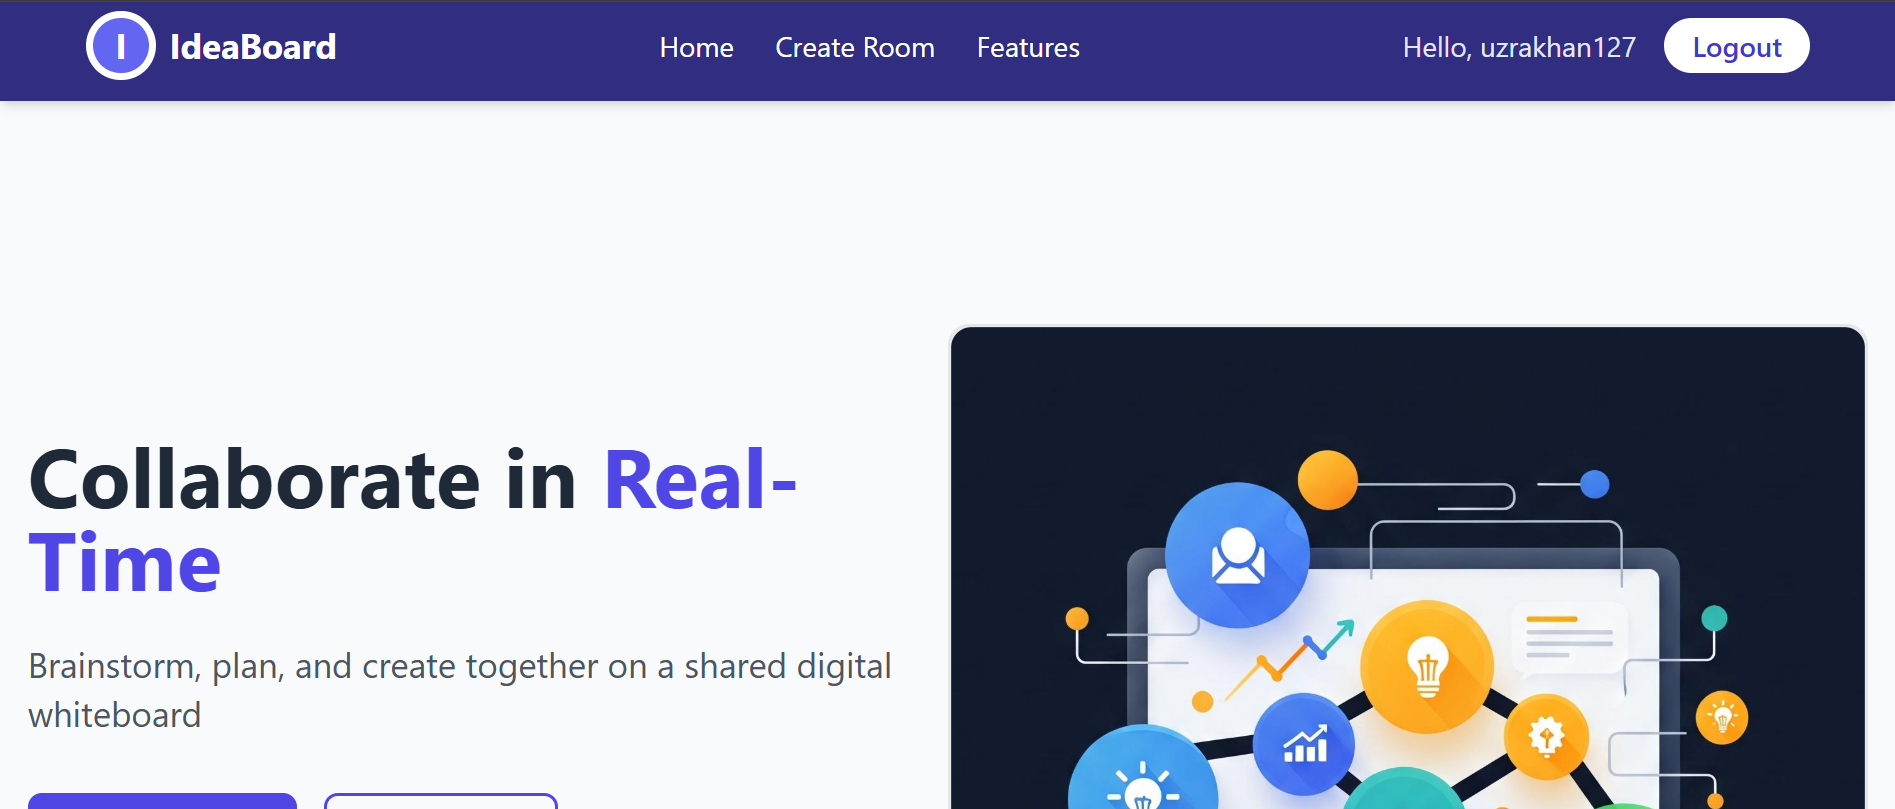 I IdeaBoard Home Create Room Features Hello, uzrakhan127 Logout
Collaborate in Real-
Time
Brainstorm, plan, and create together on a shared digital
whiteboard